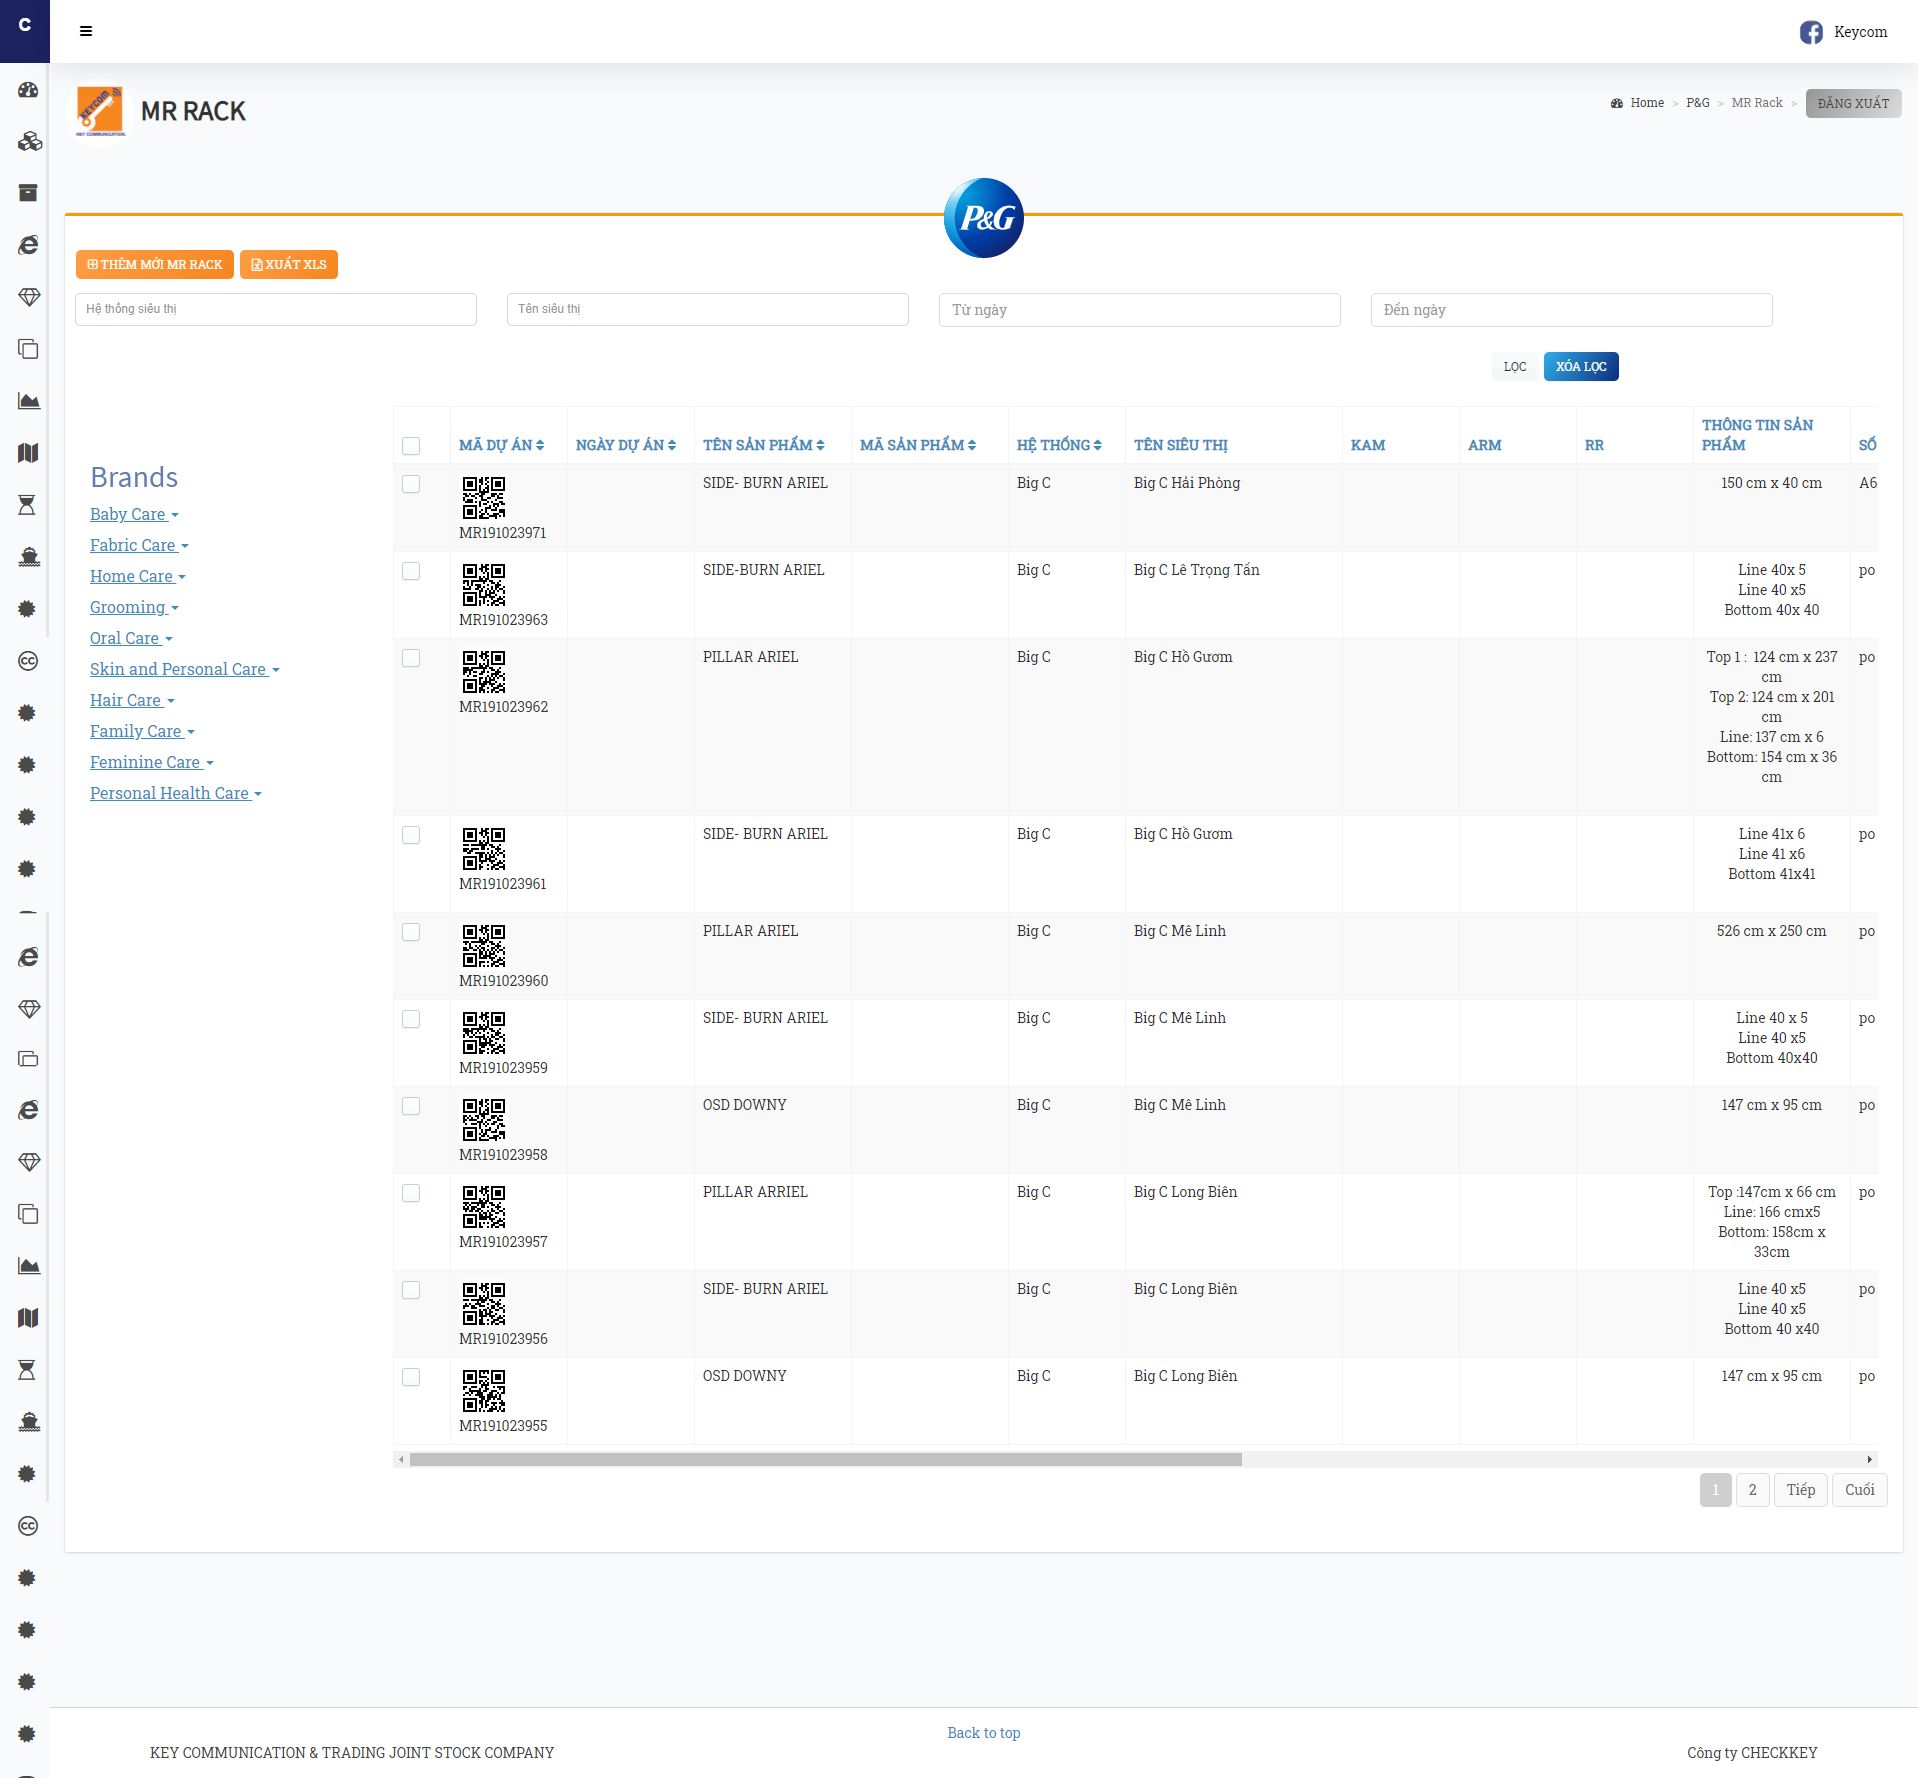 C
Keycom
KEYCOM
KEY COMMUNICATION.
MR RACK
Home > P&G > MR Rack > ĐĂNG XUẤT
P&G
THÊM MỚI MR RACK XUẤT XLS
Hệ thống siêu thị Tên siêu thị Từ ngày Đến ngày
LỌC XÓA LỌC
Brands
Baby Care
Fabric Care
Home Care
Grooming
Oral Care
Skin and Personal Care
Hair Care
Family Care
Feminine Care
Personal Health Care
THÔNG TIN SẢN
MÃ DỰ ÁN NGÀY DỰ ÁN TÊN SẢN PHẨM MÃ SẢN PHẨM HỆ THỐNG TÊN SIÊU THỊ KAM ARM RR PHẨM SỐ
SIDE- BURN ARIEL Big C Big C Hải Phòng 150 cm x 40 cm A6
MR191023971
SIDE-BURN ARIEL Big C Big C Lê Trọng Tấn Line 40x 5 po
Line 40 x5
Bottom 40x 40
MR191023963
PILLAR ARIEL Big C Big C Hồ Gươm Top 1 : 124 cm x 237 po
cm
Top 2: 124 cm x 201
MR191023962
cm
Line: 137 cm x 6
Bottom: 154 cm x 36
cm
SIDE- BURN ARIEL Big C Big C Hồ Gươm Line 41x 6 po
Line 41 x6
Bottom 41x41
MR191023961
PILLAR ARIEL Big C Big C Mê Linh 526 cm x 250 cm po
MR191023960
SIDE- BURN ARIEL Big C Big C Mê Linh Line 40 x 5 po
Line 40 x5
Bottom 40x40
MR191023959
OSD DOWNY Big C Big C Mê Linh 147 cm x 95 cm po
MR191023958
PILLAR ARRIEL Big C Big C Long Biên Top :147cm x 66 cm po
Line: 166 cmx5
Bottom: 158cm x
MR191023957
33cm
SIDE- BURN ARIEL Big C Big C Long Biên Line 40 x5 po
Line 40 x5
Bottom 40 x40
MR191023956
OSD DOWNY Big C Big C Long Biên 147 cm x 95 cm po
MR191023955
1 2 Tiếp Cuối
Back to top
KEY COMMUNICATION & TRADING JOINT STOCK COMPANY Công ty CHECKKEY